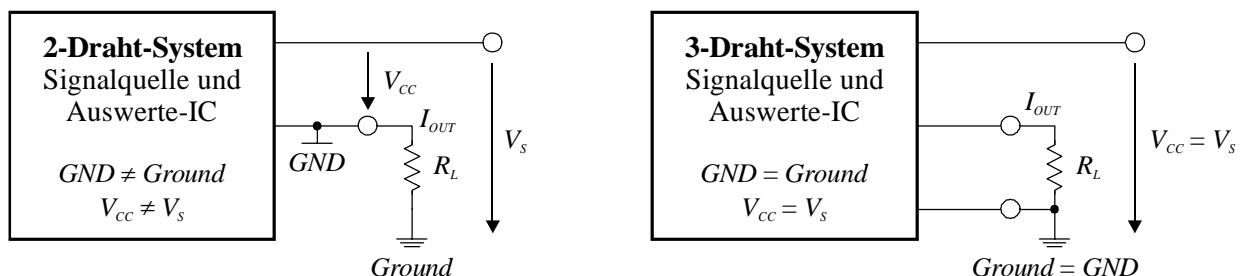 2-Draht-System
Signalquelle und
Auswerte-IC
GND ≠ Ground
V_CC ≠ V_S
V_CC
I_OUT
GND
R_L
V_S
Ground
3-Draht-System
Signalquelle und
Auswerte-IC
GND = Ground
V_CC = V_S
I_OUT
R_L
V_CC = V_S
Ground = GND